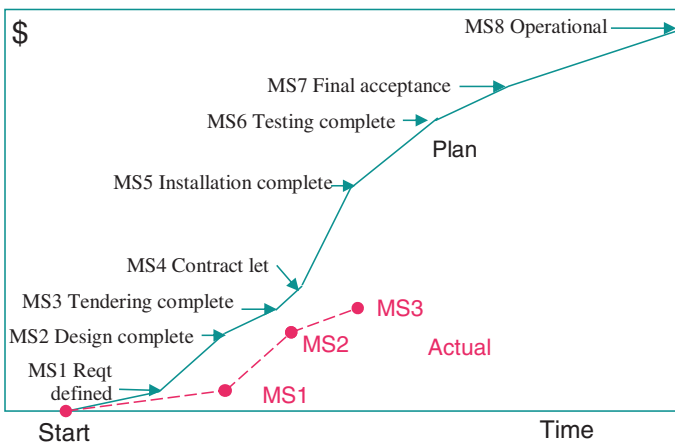 $
MS8 Operational
MS7 Final acceptance
MS6 Testing complete
Plan
MS5 Installation complete
MS4 Contract let
MS3 Tendering complete
MS3
MS2 Design complete
MS2
Actual
MS1 Reqt
defined
MS1
Start
Time